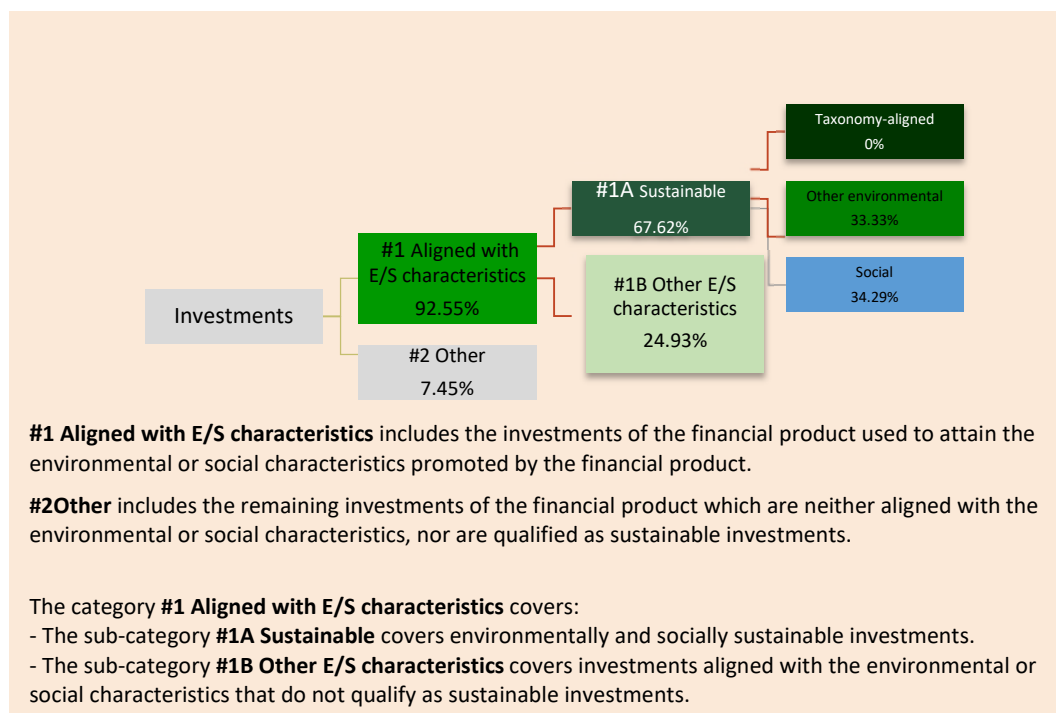 Taxonomy-aligned
0%
#1A Sustainable
67.62%
Other environmental
33.33%
#1 Aligned with
E/S characteristics
92.55%
#1B Other E/S
characteristics
24.93%
Social
34.29%
Investments
#2 Other
7.45%
#1 Aligned with E/S characteristics includes the investments of the financial product used to attain the
environmental or social characteristics promoted by the financial product.
#2Other includes the remaining investments of the financial product which are neither aligned with the
environmental or social characteristics, nor are qualified as sustainable investments.
The category #1 Aligned with E/S characteristics covers:
- The sub-category #1A Sustainable covers environmentally and socially sustainable investments.
- The sub-category #1B Other E/S characteristics covers investments aligned with the environmental or
social characteristics that do not qualify as sustainable investments.